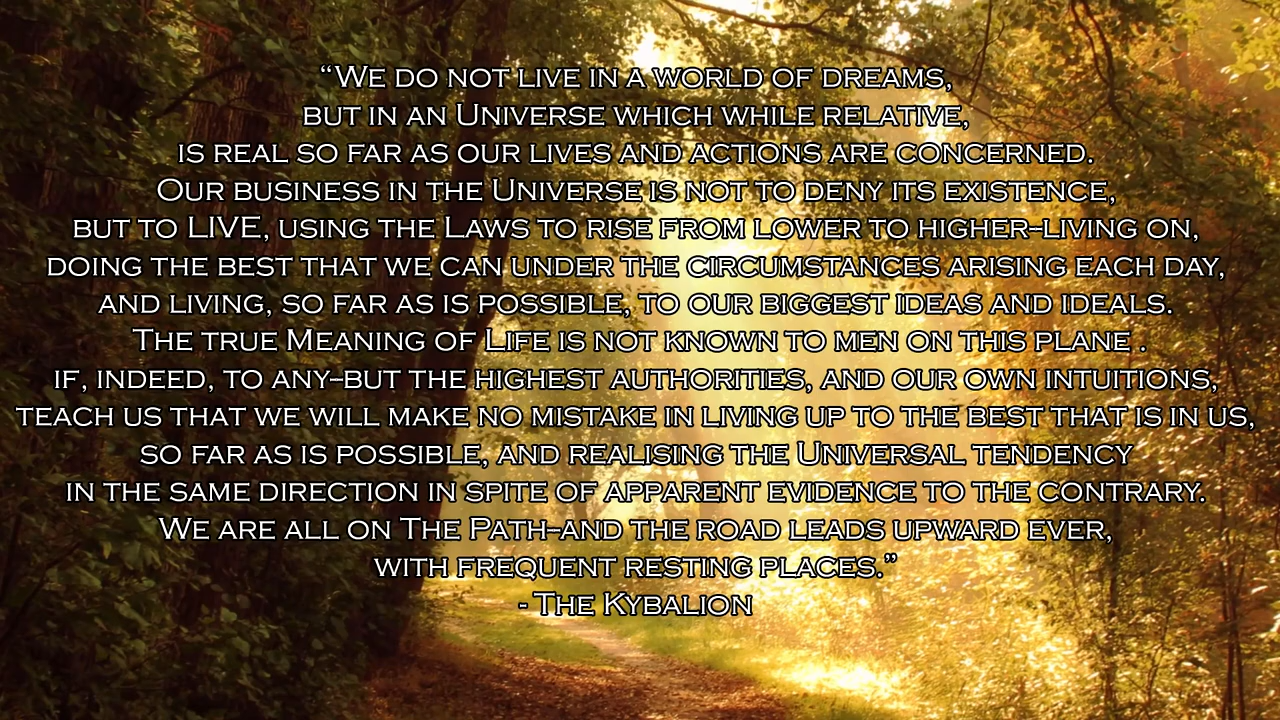 “We do not live in a world of dreams,
but in an Universe which while relative,
is real so far as our lives and actions are concerned.
Our business in the Universe is not to deny its existence,
but to LIVE, using the Laws to rise from lower to higher-living on,
doing the best that we can under the circumstances arising each day,
and living, so far as is possible, to our biggest ideas and ideals.
The true Meaning of Life is not known to men on this plane .
if, indeed, to any-but the highest authorities, and our own intuitions,
teach us that we will make no mistake in living up to the best that is in us,
so far as is possible, and realising the Universal tendency
in the same direction in spite of apparent evidence to the contrary.
We are all on The Path-and the road leads upward ever,
with frequent resting places.”
- The Kybalion